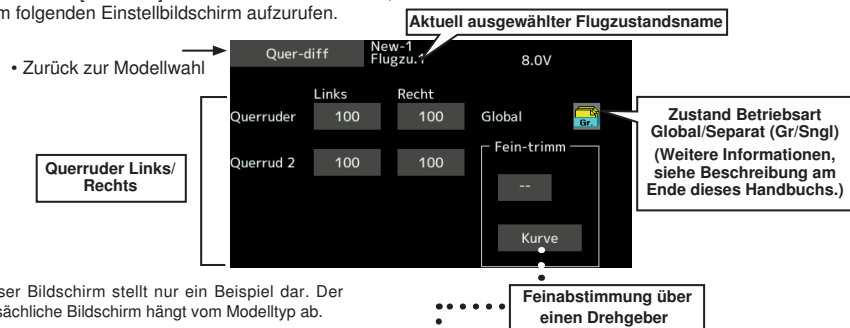 m folgenden Einstellbildschirm aufzurufen.
Aktuell ausgewählter Flugzustandsname
• Zurück zur Modellwahl
Quer-diff
New-1
Flugzu.1
8.0V
Links Recht
Querruder 100 100 Global Gr.
Querrud 2 100 100
Fein-trimm
--
Kurve
Querruder Links/
Rechts
Zustand Betriebsart
Global/Separat (Gr/Sngl)
(Weitere Informationen,
siehe Beschreibung am
Ende dieses Handbuchs.)
ser Bildschirm stellt nur ein Beispiel dar. Der
sächliche Bildschirm hängt vom Modelltyp ab.
Feinabstimmung über
einen Drehgeber